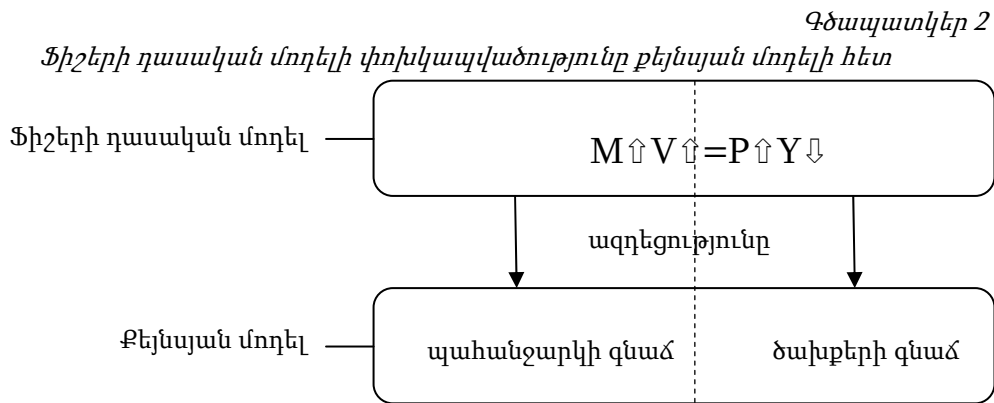 Գծապատկեր 2
Ֆիշերի դասական մոդելի փոխկապվածությունը քեյնսյան մոդելի հետ
Ֆիշերի դասական մոդել
M⇧V⇧=P⇧Y⇩
ազդեցությունը
Քեյնսյան մոդել
պահանջարկի գնաճ
ծախքերի գնաճ